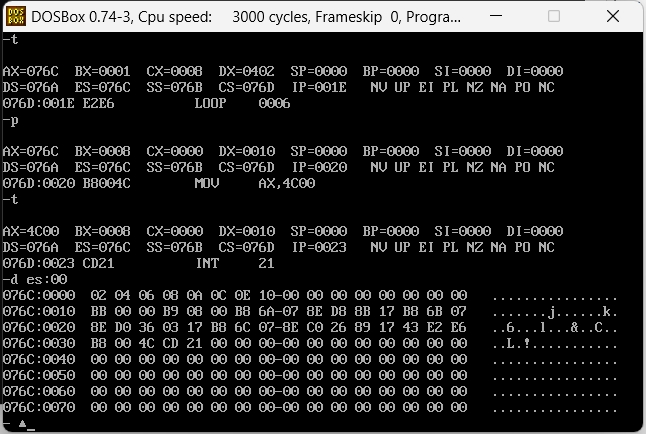 DOSBox 0.74-3, Cpu speed:    3000 cycles, Frameskip  0, Progra...
-t
AX=076C  BX=0001  CX=0008  DX=0402  SP=0000  BP=0000  SI=0000  DI=0000
DS=076A  ES=076C  SS=076B  CS=076D  IP=001E   NV UP EI PL NZ NA PO NC
076D:001E E2E6          LOOP    0006
-p
AX=076C  BX=0008  CX=0000  DX=0010  SP=0000  BP=0000  SI=0000  DI=0000
DS=076A  ES=076C  SS=076B  CS=076D  IP=0020   NV UP EI PL NZ NA PO NC
076D:0020 B8004C        MOV     AX,4C00
-t
AX=4C00  BX=0008  CX=0000  DX=0010  SP=0000  BP=0000  SI=0000  DI=0000
DS=076A  ES=076C  SS=076B  CS=076D  IP=0023   NV UP EI PL NZ NA PO NC
076D:0023 CD21          INT     21
-d es:00
076C:0000  02 04 06 08 0A 0C 0E 10-00 00 00 00 00 00 00 00   ................
076C:0010  BB 00 00 B9 08 00 B8 6A-07 8E D8 8B 17 B8 6B 07   .......j......k.
076C:0020  8E D0 36 03 17 B8 6C 07-8E C0 26 89 17 43 E2 E6   ..6...l...&..C..
076C:0030  B8 00 4C CD 21 00 00 00-00 00 00 00 00 00 00 00   ..L.!...........
076C:0040  00 00 00 00 00 00 00 00-00 00 00 00 00 00 00 00   ................
076C:0050  00 00 00 00 00 00 00 00-00 00 00 00 00 00 00 00   ................
076C:0060  00 00 00 00 00 00 00 00-00 00 00 00 00 00 00 00   ................
076C:0070  00 00 00 00 00 00 00 00-00 00 00 00 00 00 00 00   ................
- ▲_